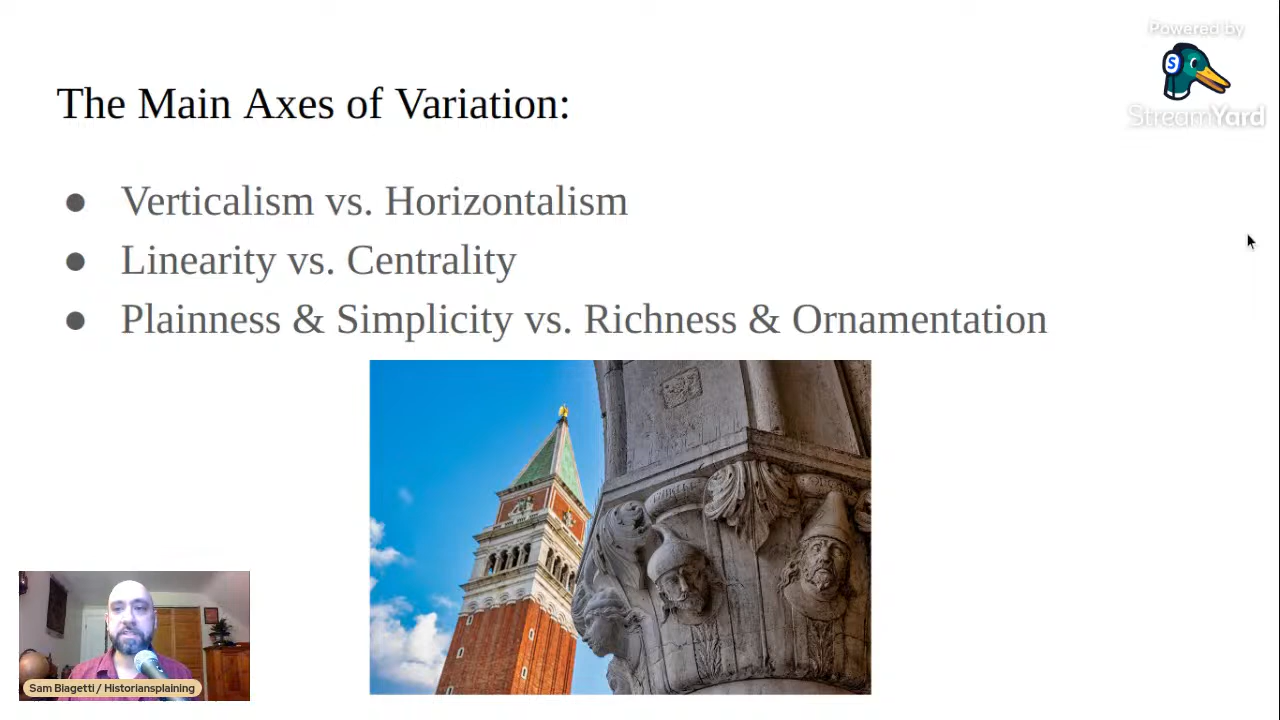 Powered by
StreamYard
The Main Axes of Variation:
● Verticalism vs. Horizontalism
● Linearity vs. Centrality
● Plainness & Simplicity vs. Richness & Ornamentation
S
Sam Biagetti / Historiansplaining